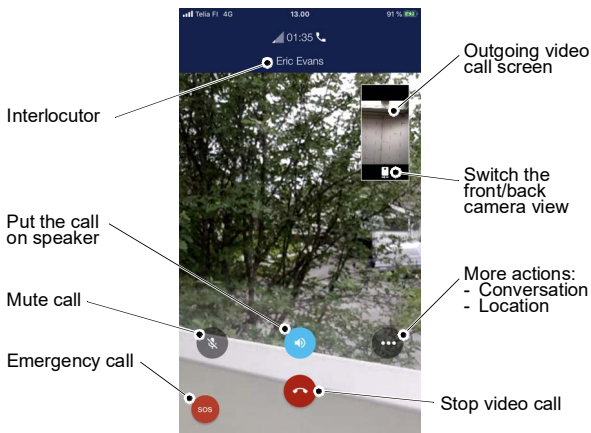 Telia FI 4G 13.00 91 %
01:35
Eric Evans
Outgoing video
call screen
Interlocutor
Switch the
front/back
camera view
Put the call
on speaker
More actions:
- Conversation
- Location
Mute call
Emergency call
SOS
Stop video call